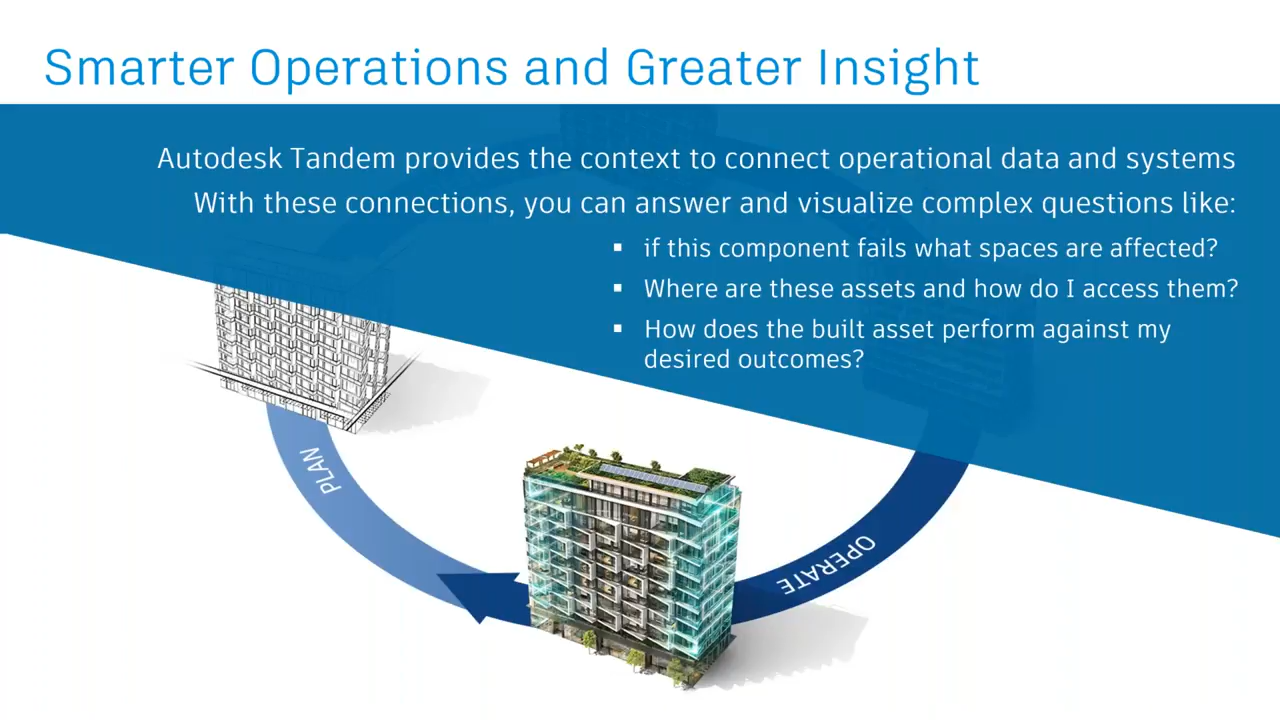 Smarter Operations and Greater Insight
Autodesk Tandem provides the context to connect operational data and systems
With these connections, you can answer and visualize complex questions like:
▪ if this component fails what spaces are affected?
▪ Where are these assets and how do I access them?
▪ How does the built asset perform against my
desired outcomes?
PLAN
OPERATE